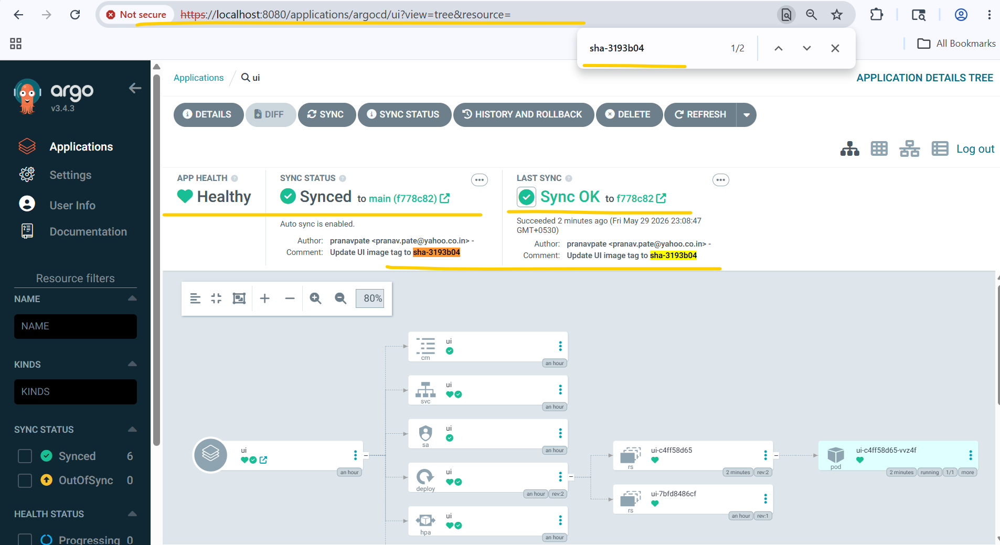 Not secure https://localhost:8080/applications/argocd/ui?view=tree&resource=
sha-3193b04 1/2
All Bookmarks
argo
v3.4.3
Applications
Settings
User Info
Documentation
Resource filters
NAME
NAME
KINDS
KINDS
SYNC STATUS
Synced 6
OutOfSync 0
HEALTH STATUS
Progressing 0
Applications / ui
APPLICATION DETAILS TREE
DETAILS DIFF SYNC SYNC STATUS HISTORY AND ROLLBACK DELETE REFRESH
Log out
APP HEALTH ?
Healthy
SYNC STATUS ?
Synced to main (f778c82)
Auto sync is enabled.
Author: pranavpate <pranav.pate@yahoo.co.in> -
Comment: Update UI image tag to sha-3193b04
LAST SYNC ?
Sync OK to f778c82
Succeeded 2 minutes ago (Fri May 29 2026 23:08:47
GMT+0530)
Author: pranavpate <pranav.pate@yahoo.co.in> -
Comment: Update UI image tag to sha-3193b04
80%
ui
an hour
ui
cm
an hour
ui
svc
an hour
ui
sa
an hour
ui
deploy
an hour rev:2
ui
hpa
an hour
ui-c4ff58d65
rs
2 minutes rev:2
ui-7bfd8486cf
rs
an hour rev:1
ui-c4ff58d65-vvz4f
pod
2 minutes running 1/1 more